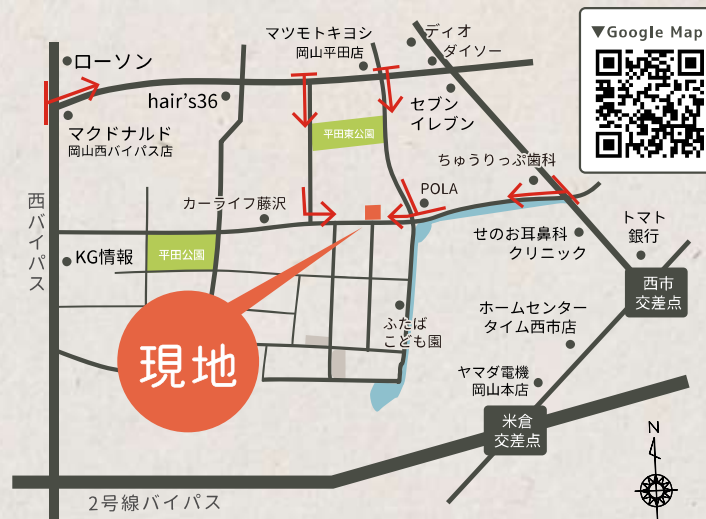 ▼Google Map
マツモトキヨシ
岡山平田店
ディオ
ダイソー
ローソン
hair's36
セブン
イレブン
マクドナルド
岡山西バイパス店
平田東公園
ちゅうりっぷ歯科
西バイパス
カーライフ藤沢
POLA
トマト
銀行
せのお耳鼻科
クリニック
KG情報
平田公園
西市
交差点
ホームセンター
タイム西市店
ふたば
こども園
現地
ヤマダ電機
岡山本店
米倉
交差点
N
2号線バイパス